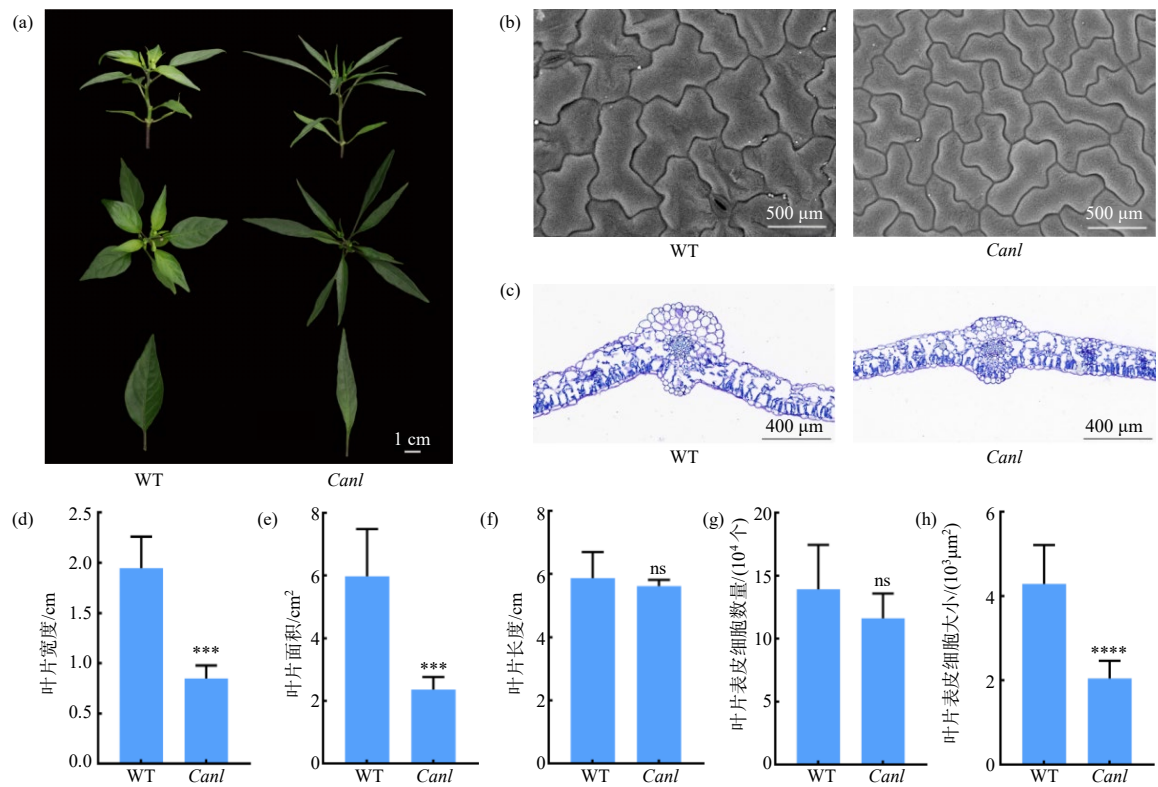 (a)
1 cm
WT Canl
(b)
500 μm 500 μm
WT Canl
(c)
400 μm 400 μm
WT Canl
(d)
叶片宽度/cm
2.5
2.0
1.5
1.0
0.5
0.0
***
WT Canl
(e)
叶片面积/cm²
8
6
4
2
0
***
WT Canl
(f)
叶片长度/cm
8
6
4
2
0
ns
WT Canl
(g)
叶片表皮细胞数量/(10⁴个)
20
15
10
5
0
ns
WT Canl
(h)
叶片表皮细胞大小/(10³μm²)
6
4
2
0
****
WT Canl